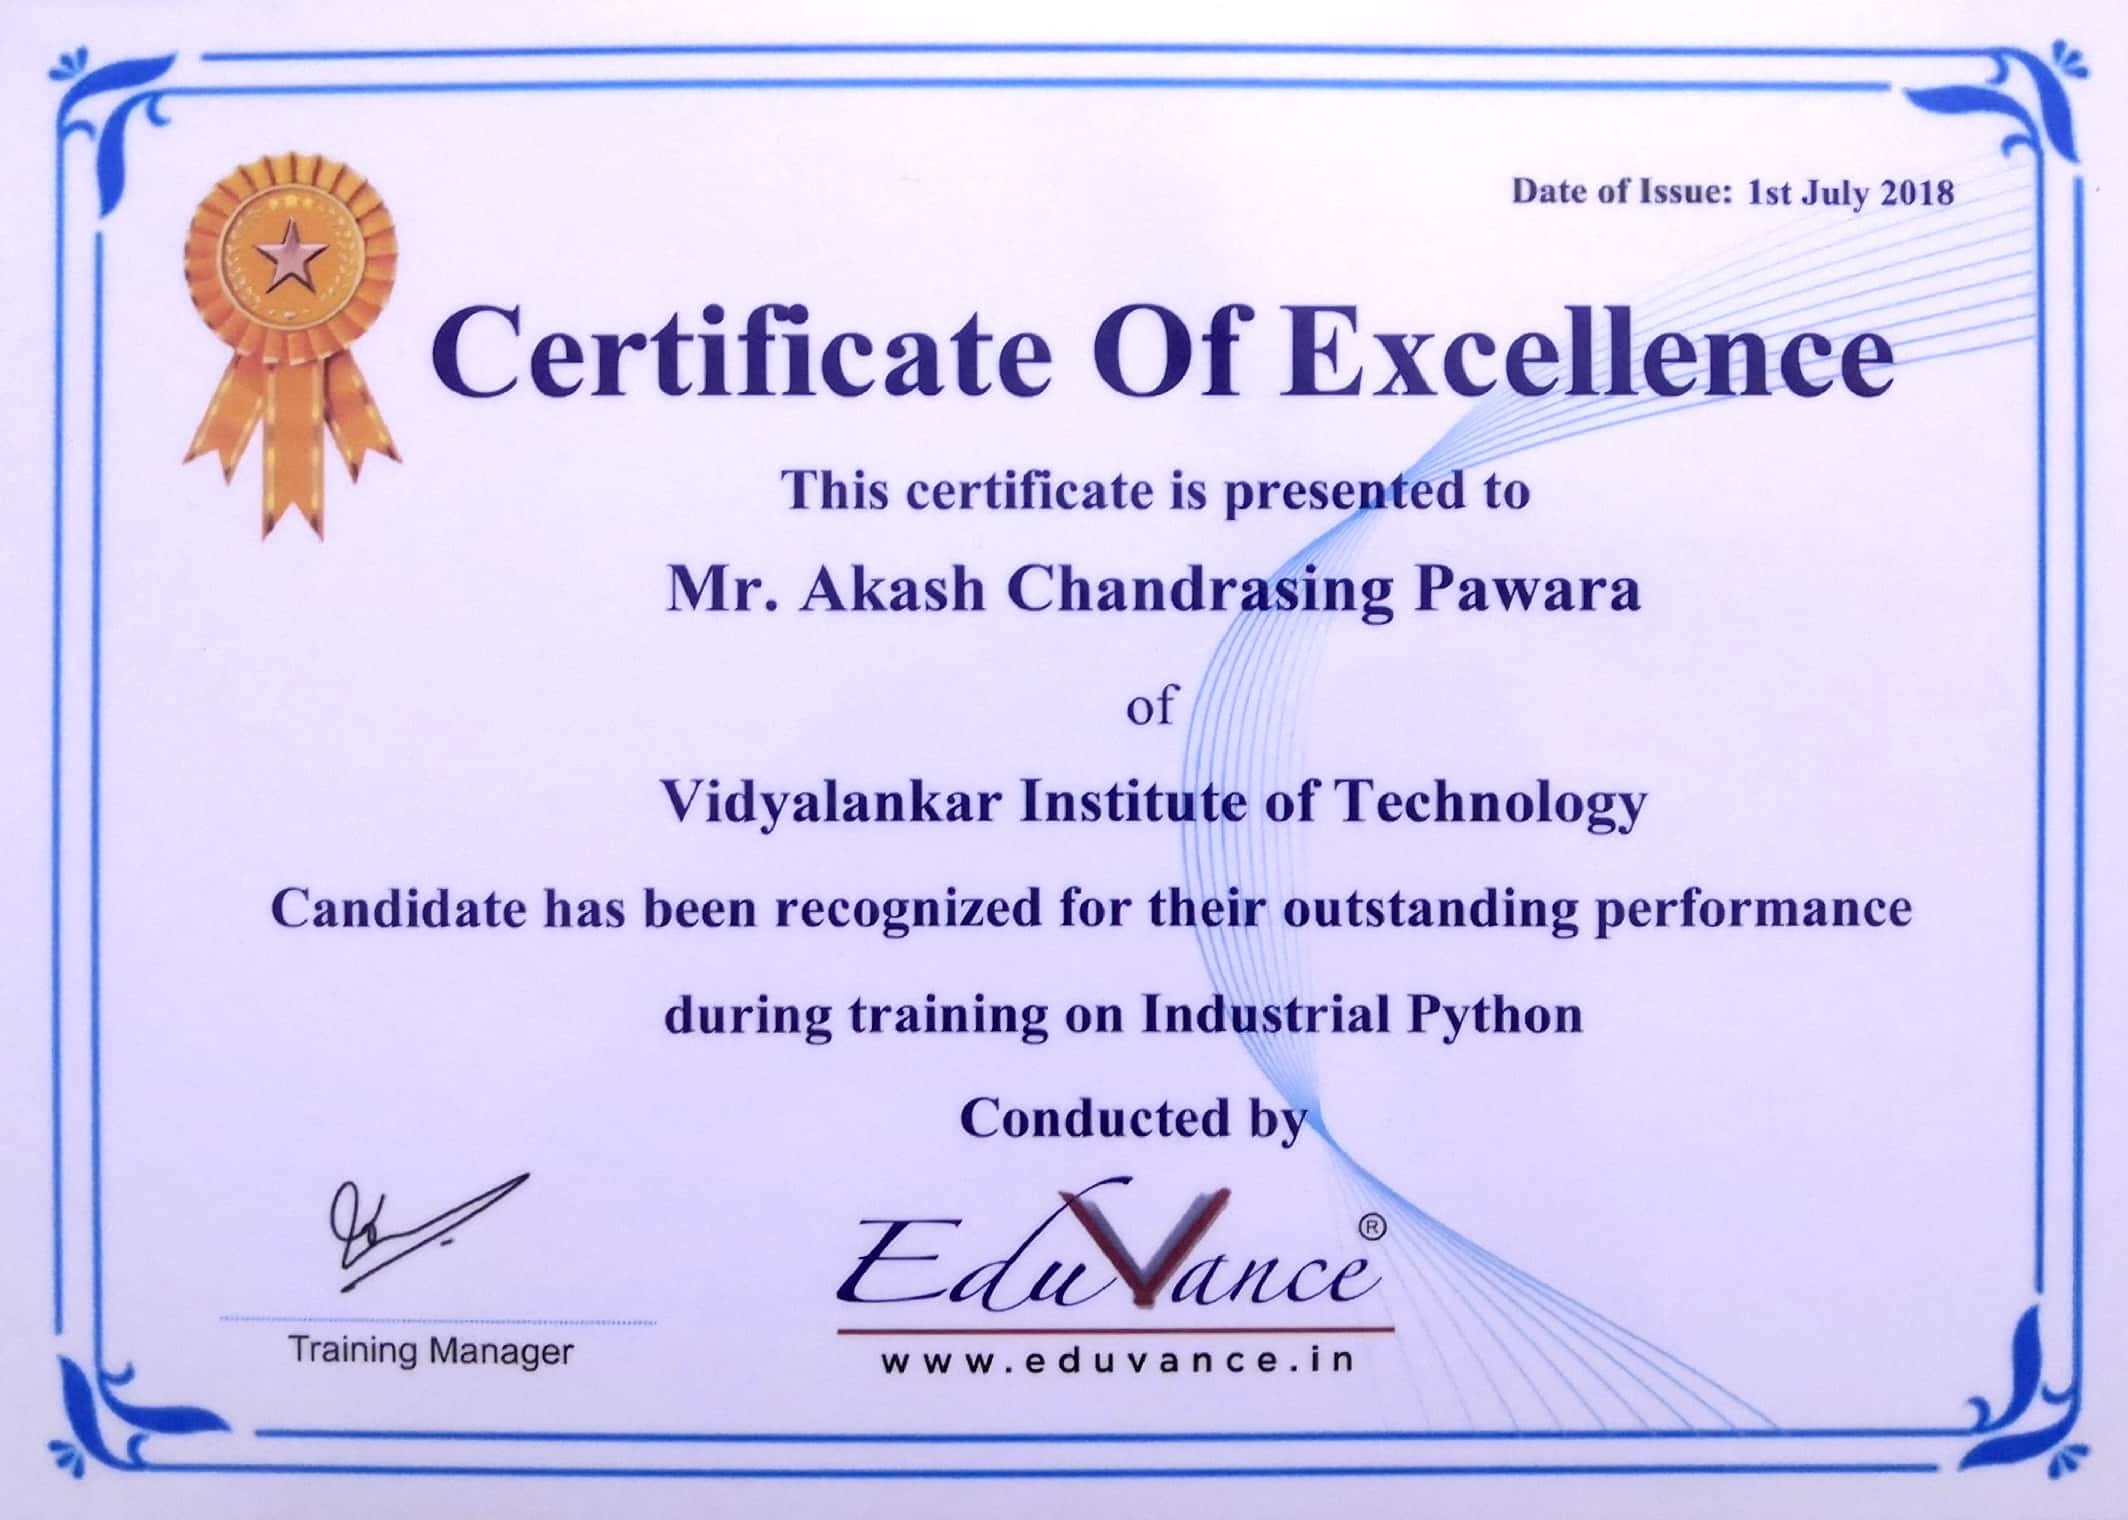 Date of Issue: 1st July 2018
Certificate Of Excellence
This certificate is presented to
Mr. Akash Chandrasing Pawara
of
Vidyalankar Institute of Technology
Candidate has been recognized for their outstanding performance
during training on Industrial Python
Conducted by
EduVance®
www.eduvance.in
Training Manager